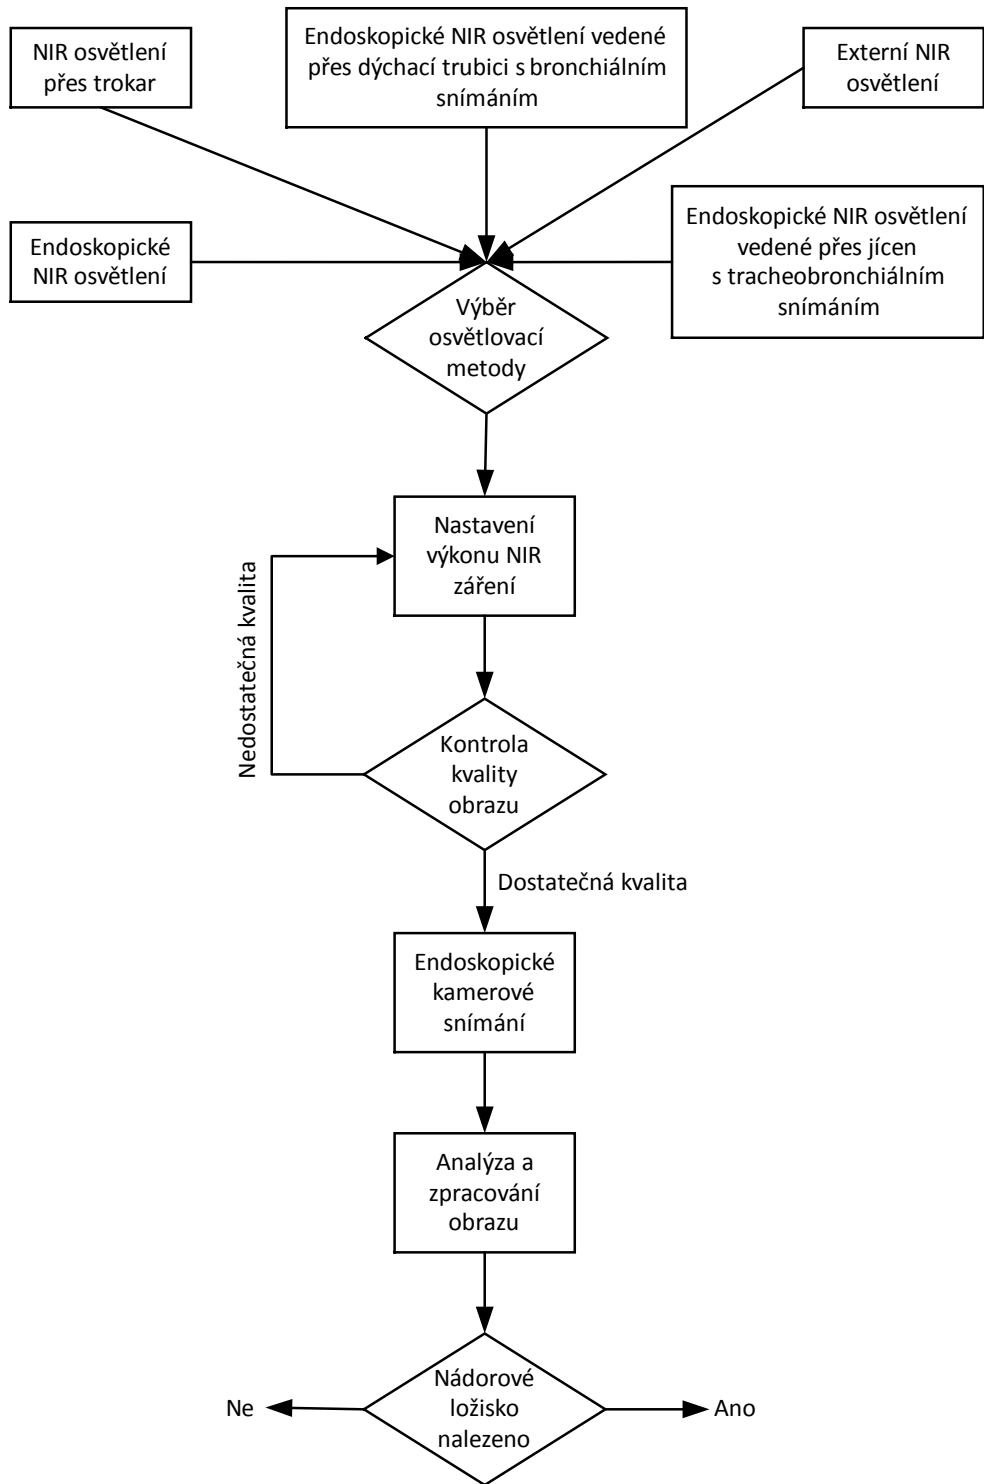 NIR osvětlení
přes trokar
Endoskopické NIR osvětlení vedené
přes dýchací trubici s bronchiálním
snímáním
Externí NIR
osvětlení
Endoskopické
NIR osvětlení
Endoskopické NIR osvětlení
vedené přes jícen
s tracheobronchiálním
snímáním
Výběr
osvětlovací
metody
Nastavení
výkonu NIR
záření
Nedostatečná kvalita
Kontrola
kvality
obrazu
Dostatečná kvalita
Endoskopické
kamerové
snímání
Analýza a
zpracování
obrazu
Nádorové
ložisko
nalezeno
Ne
Ano